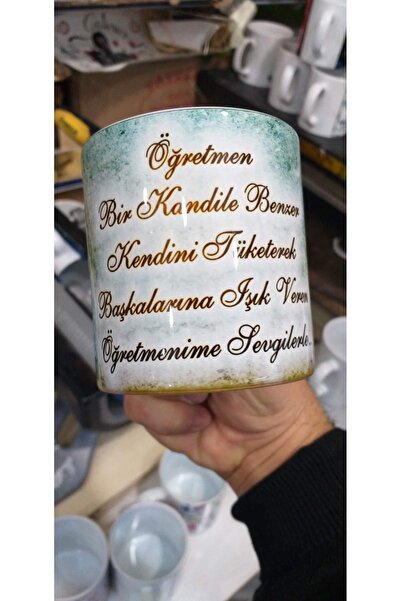 Öğretmen
Bir Kandile Benzer
Kendini Tüketerek
Başkalarına Işık Veren
Öğretmenime Sevgilerle...